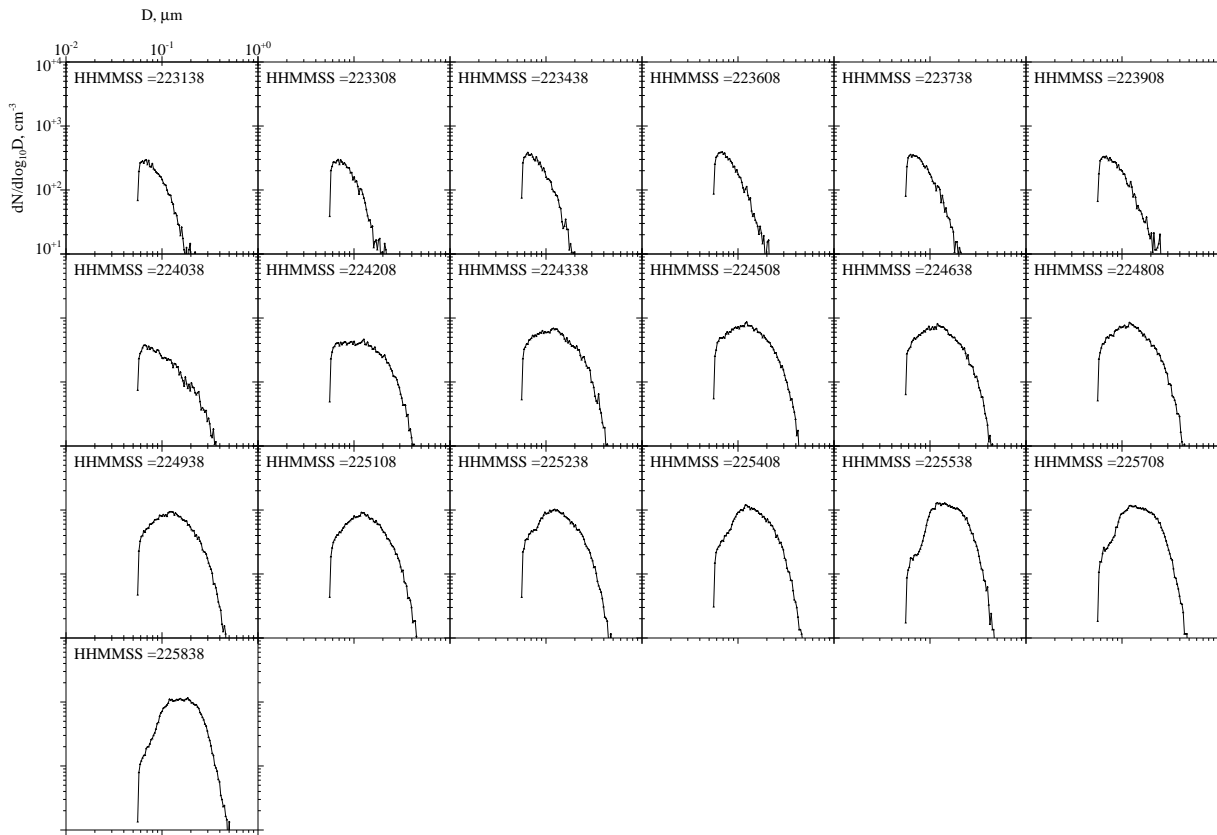 D, μm
10⁻² 10⁻¹ 10⁺⁰
dN/dlog₁₀D, cm⁻³
10⁺⁴
10⁺³
10⁺²
10⁺¹
HHMMSS =223138 HHMMSS =223308 HHMMSS =223438 HHMMSS =223608 HHMMSS =223738 HHMMSS =223908
HHMMSS =224038 HHMMSS =224208 HHMMSS =224338 HHMMSS =224508 HHMMSS =224638 HHMMSS =224808
HHMMSS =224938 HHMMSS =225108 HHMMSS =225238 HHMMSS =225408 HHMMSS =225538 HHMMSS =225708
HHMMSS =225838